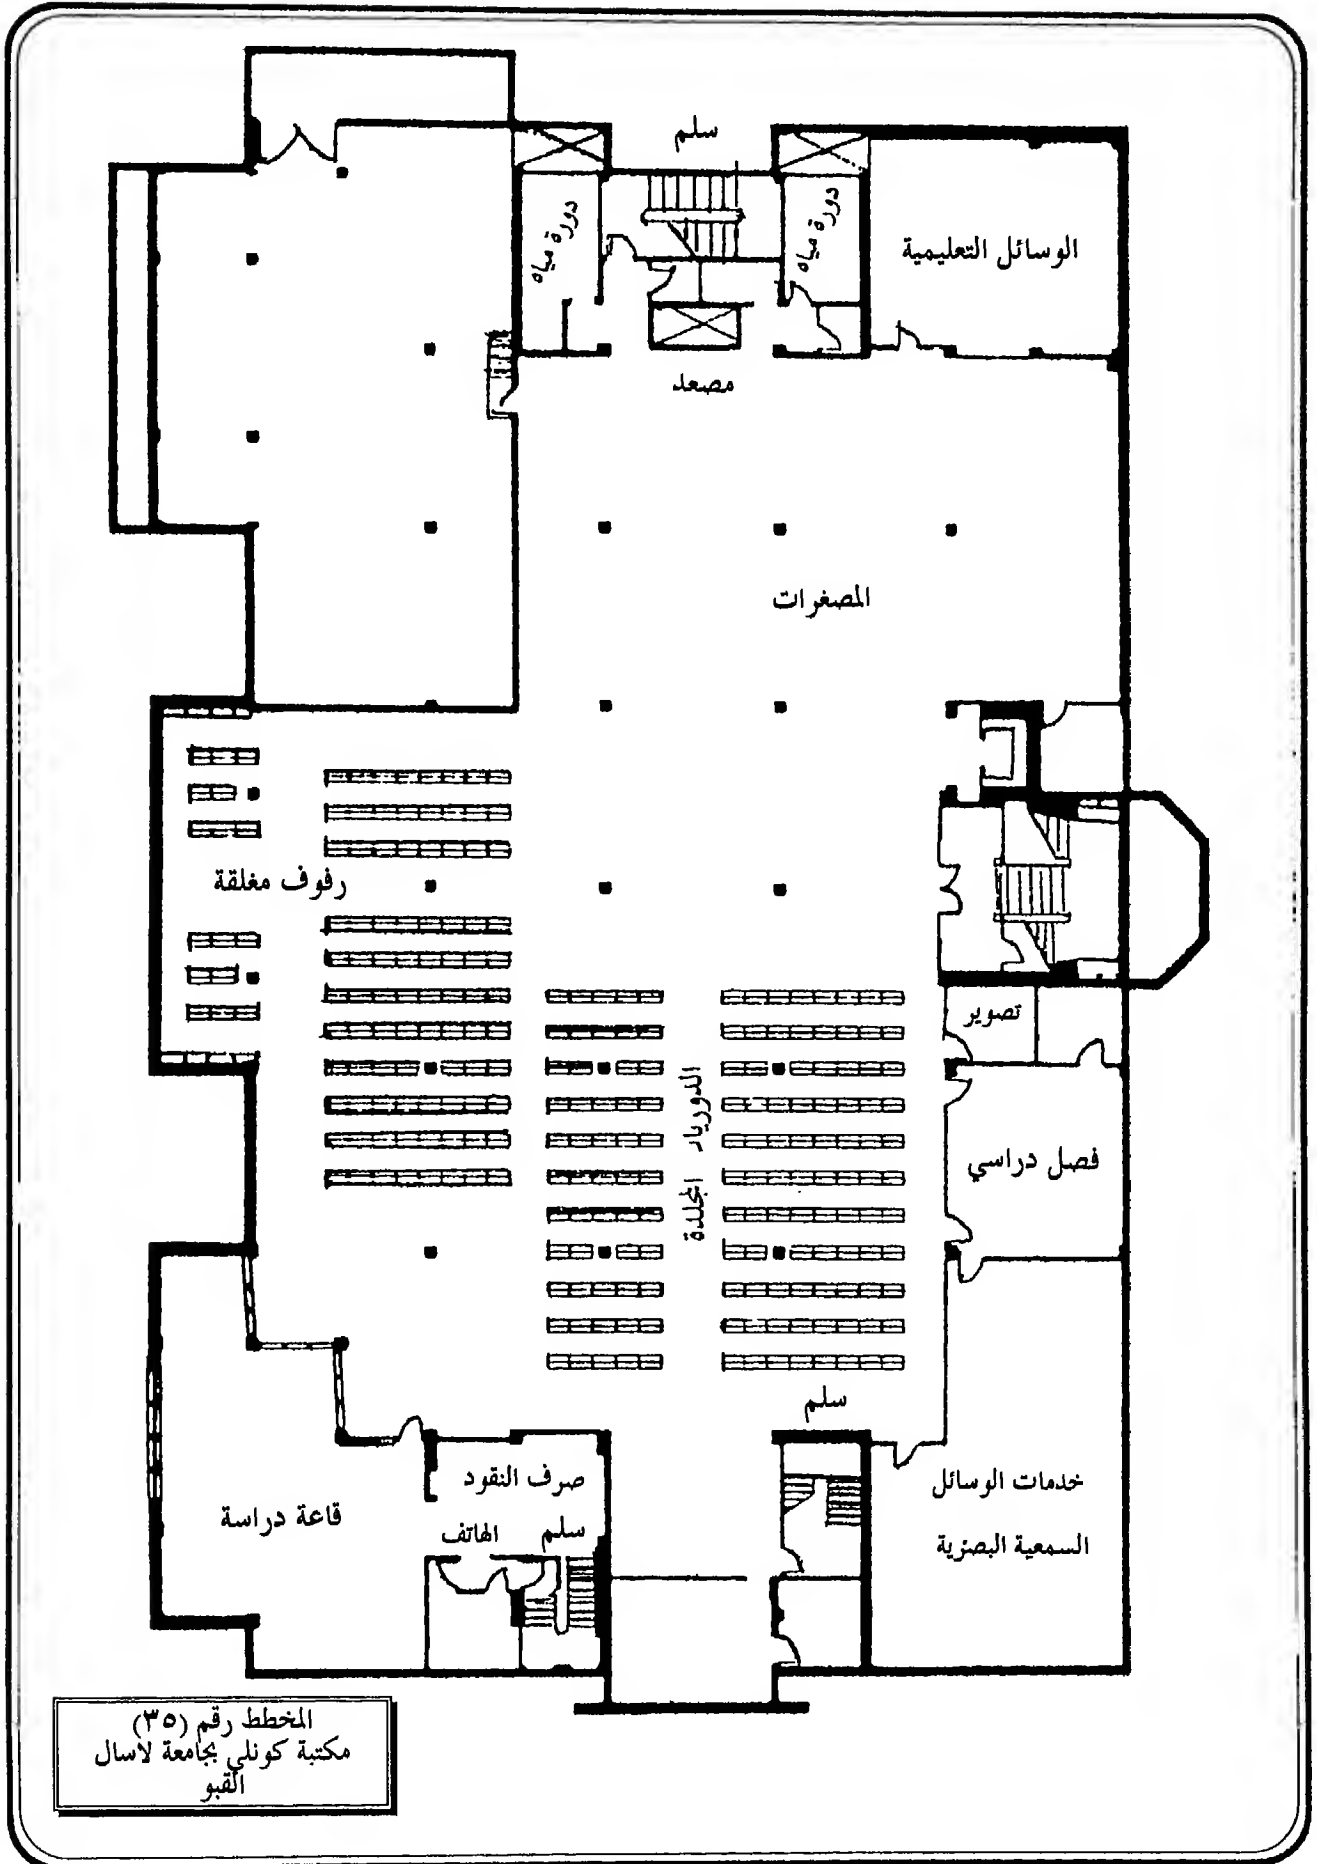 سلم
دورة مياه
دورة مياه
الوسائل التعليمية
مصعد
المصغرات
رفوف مغلقة
تصوير
الدوريار المجلدة
فصل دراسي
سلم
صرف النقود
خدمات الوسائل
السمعية البصرية
قاعة دراسة
الهاتف
سلم
المخطط رقم (٣٥)
مكتبة كونلي بجامعة لاسال
القبو